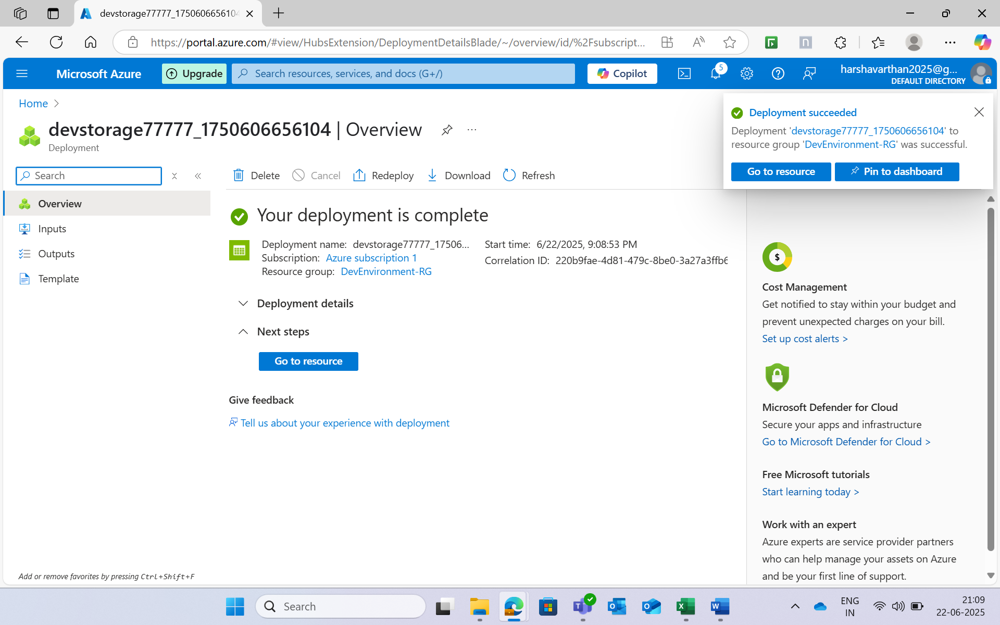 devstorage77777_1750606656104
https://portal.azure.com/#view/HubsExtension/DeploymentDetailsBlade/~/overview/id/%2Fsubscript...
Microsoft Azure
Upgrade
Search resources, services, and docs (G+/)
Copilot
5
harshavarthan2025@g...
DEFAULT DIRECTORY
Home
devstorage77777_1750606656104 | Overview
Deployment
Deployment succeeded
Deployment 'devstorage77777_1750606656104' to
resource group 'DevEnvironment-RG' was successful.
Go to resource
Pin to dashboard
Search
Delete
Cancel
Redeploy
Download
Refresh
Overview
Inputs
Outputs
Template
Your deployment is complete
Deployment name: devstorage77777_17506...
Subscription: Azure subscription 1
Resource group: DevEnvironment-RG
Start time: 6/22/2025, 9:08:53 PM
Correlation ID: 220b9fae-4d81-479c-8be0-3a27a3ffb6
Deployment details
Next steps
Go to resource
Give feedback
Tell us about your experience with deployment
Cost Management
Get notified to stay within your budget and
prevent unexpected charges on your bill.
Set up cost alerts >
Microsoft Defender for Cloud
Secure your apps and infrastructure
Go to Microsoft Defender for Cloud >
Free Microsoft tutorials
Start learning today >
Work with an expert
Azure experts are service provider partners
who can help manage your assets on Azure
and be your first line of support.
Add or remove favorites by pressing Ctrl+Shift+F
Search
ENG
IN
21:09
22-06-2025